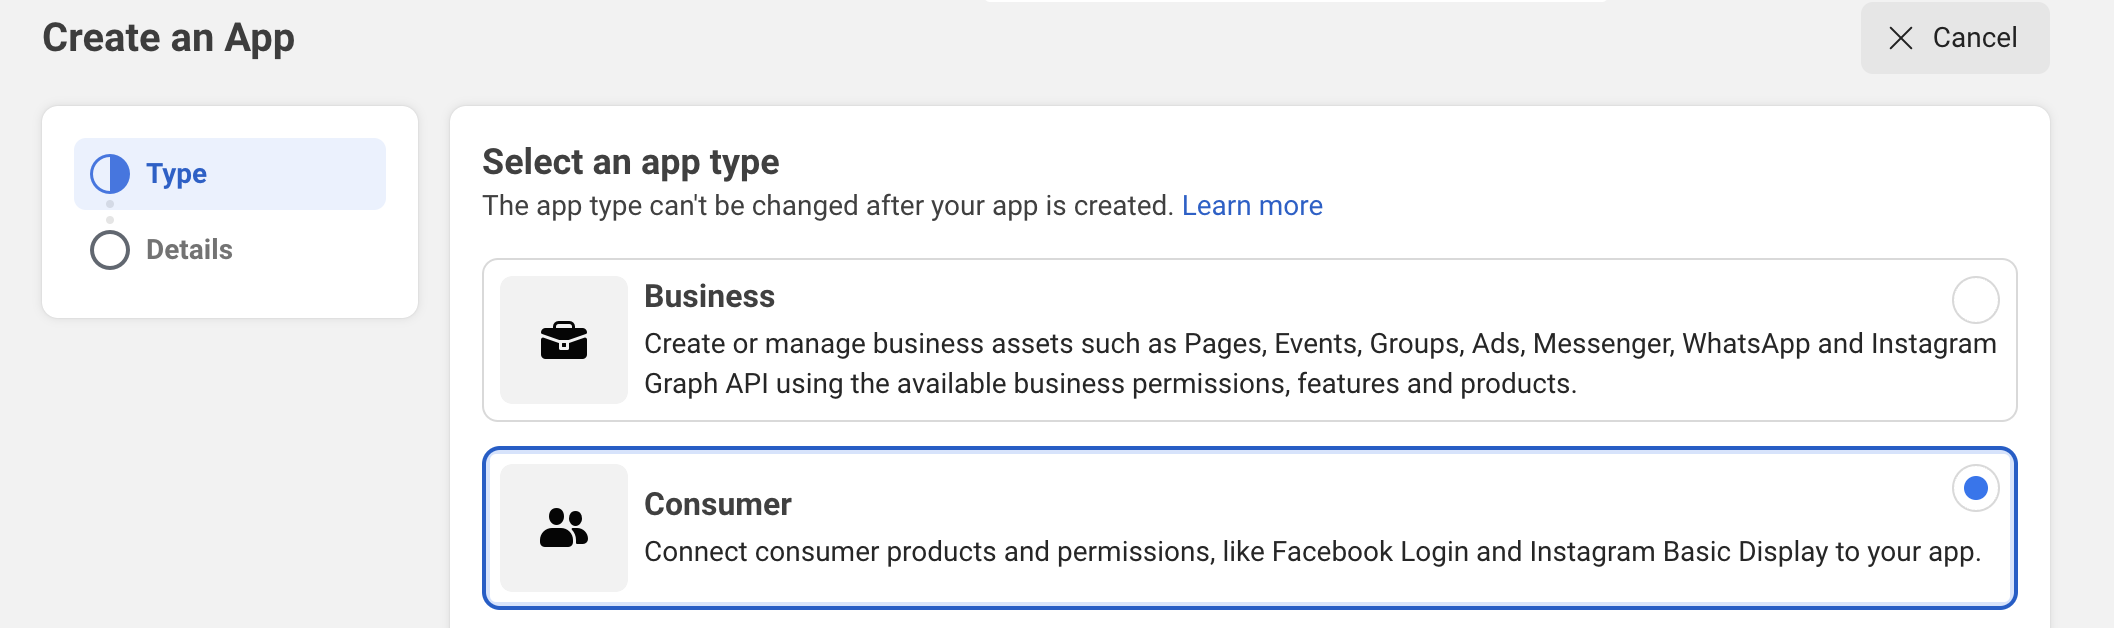 Create an App
Cancel
Type
Details
Select an app type
The app type can't be changed after your app is created. Learn more
Business
Create or manage business assets such as Pages, Events, Groups, Ads, Messenger, WhatsApp and Instagram
Graph API using the available business permissions, features and products.
Consumer
Connect consumer products and permissions, like Facebook Login and Instagram Basic Display to your app.